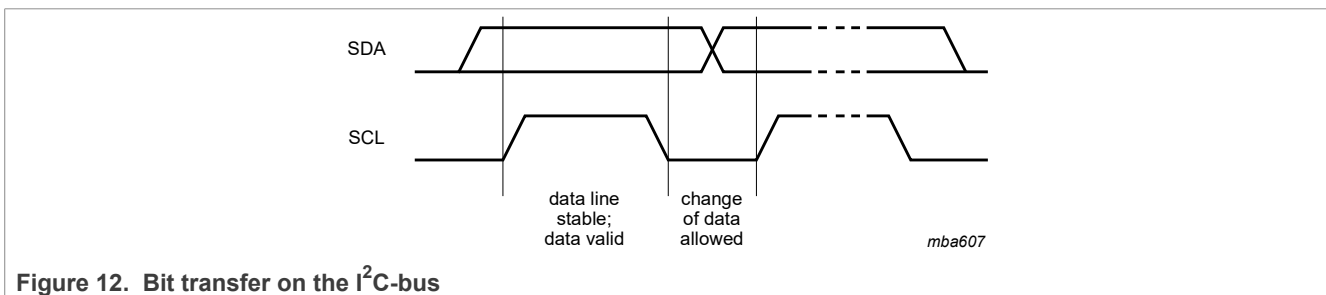 SDA
SCL
data line
stable;
data valid
change
of data
allowed
mba607
Figure 12. Bit transfer on the I²C-bus